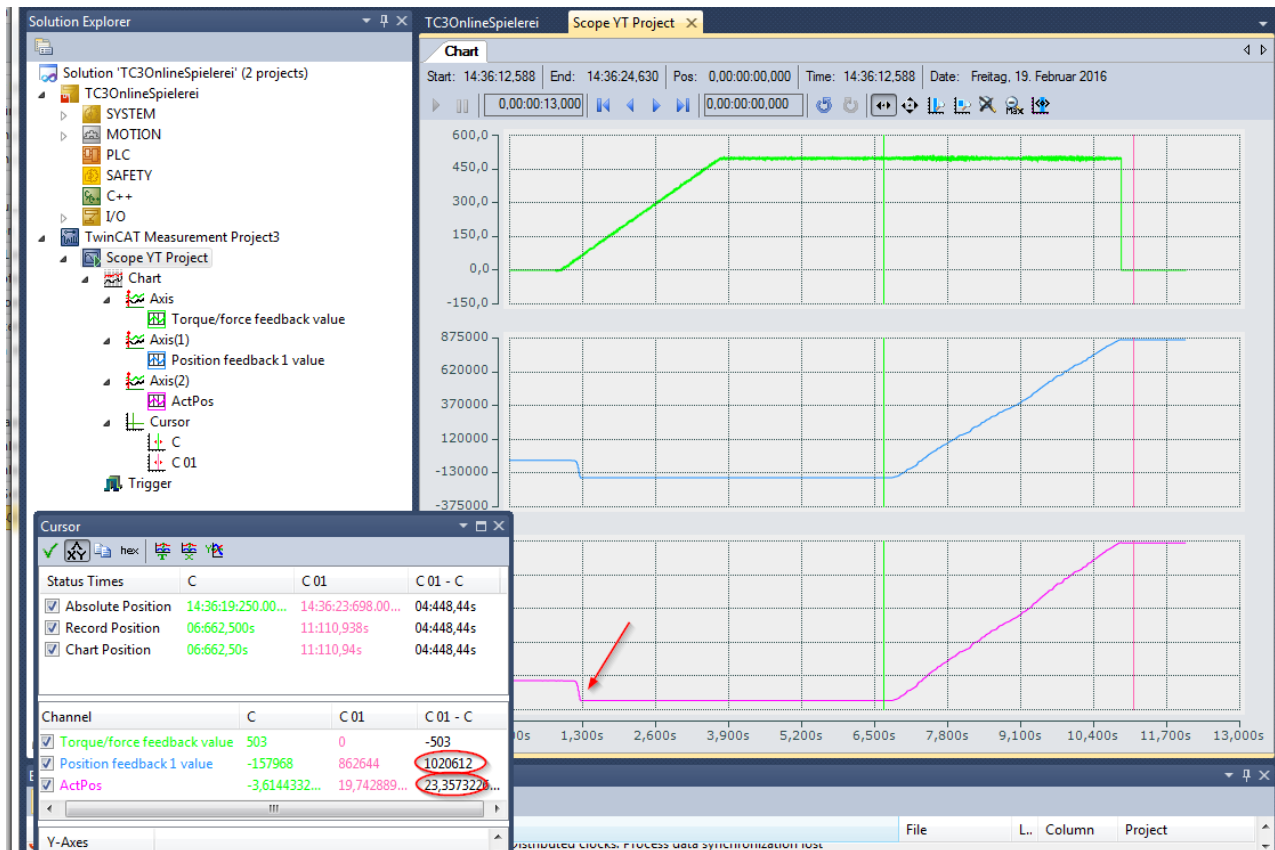 Solution Explorer
Solution 'TC3OnlineSpielerei' (2 projects)
TC3OnlineSpielerei
SYSTEM
MOTION
PLC
SAFETY
C++
I/O
TwinCAT Measurement Project3
Scope YT Project
Chart
Axis
Torque/force feedback value
Axis(1)
Position feedback 1 value
Axis(2)
ActPos
Cursor
C
C 01
Trigger
TC3OnlineSpielerei Scope YT Project
Chart
Start: 14:36:12,588 End: 14:36:24,630 Pos: 0,00:00:00,000 Time: 14:36:12,588 Date: Freitag, 19. Februar 2016
0,00:00:13,000 0,00:00:00,000 Max
600,0
450,0
300,0
150,0
0,0
-150,0
875000
620000
370000
120000
-130000
-375000
1,300s 2,600s 3,900s 5,200s 6,500s 7,800s 9,100s 10,400s 11,700s 13,000s
Cursor
XY hex
Status Times C C 01 C 01 - C
Absolute Position 14:36:19:250.00... 14:36:23:698.00... 04:448,44s
Record Position 06:662,500s 11:110,938s 04:448,44s
Chart Position 06:662,50s 11:110,94s 04:448,44s
Channel C C 01 C 01 - C
Torque/force feedback value 503 0 -503
Position feedback 1 value -157968 862644 1020612
ActPos -3,6144332... 19,742889... 23,3573226...
Y-Axes
File L.. Column Project
Distributed clocks. Process data synchronization lost